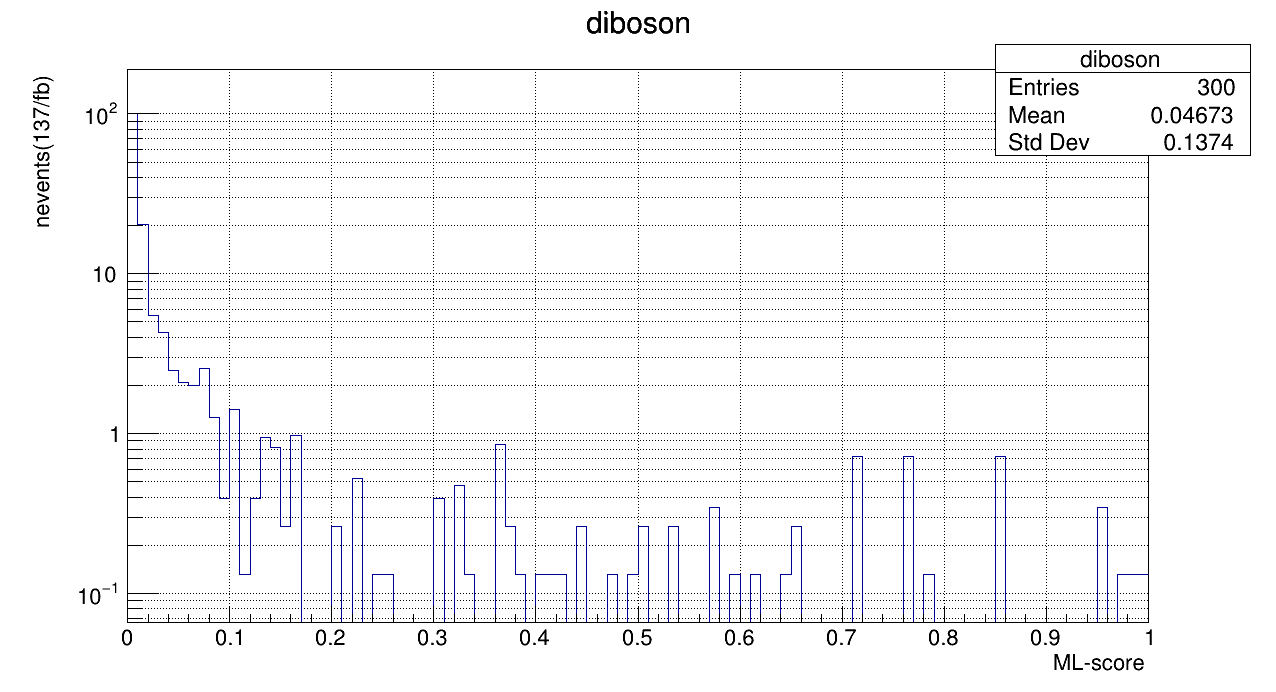 diboson
diboson
Entries 300
Mean 0.04673
Std Dev 0.1374
nevents(137/fb)
10²
10
1
10⁻¹
0 0.1 0.2 0.3 0.4 0.5 0.6 0.7 0.8 0.9 1
ML-score